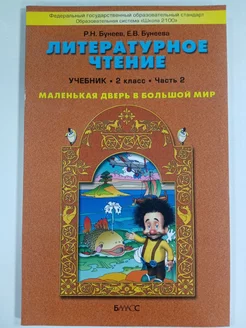 Федеральный государственный образовательный стандарт
Образовательная система «Школа 2100»
Р.Н. Бунеев, Е.В. Бунеева
ЛИТЕРАТУРНОЕ
ЧТЕНИЕ
УЧЕБНИК • 2 класс • Часть 2
МАЛЕНЬКАЯ ДВЕРЬ В БОЛЬШОЙ МИР
БАЛАСС